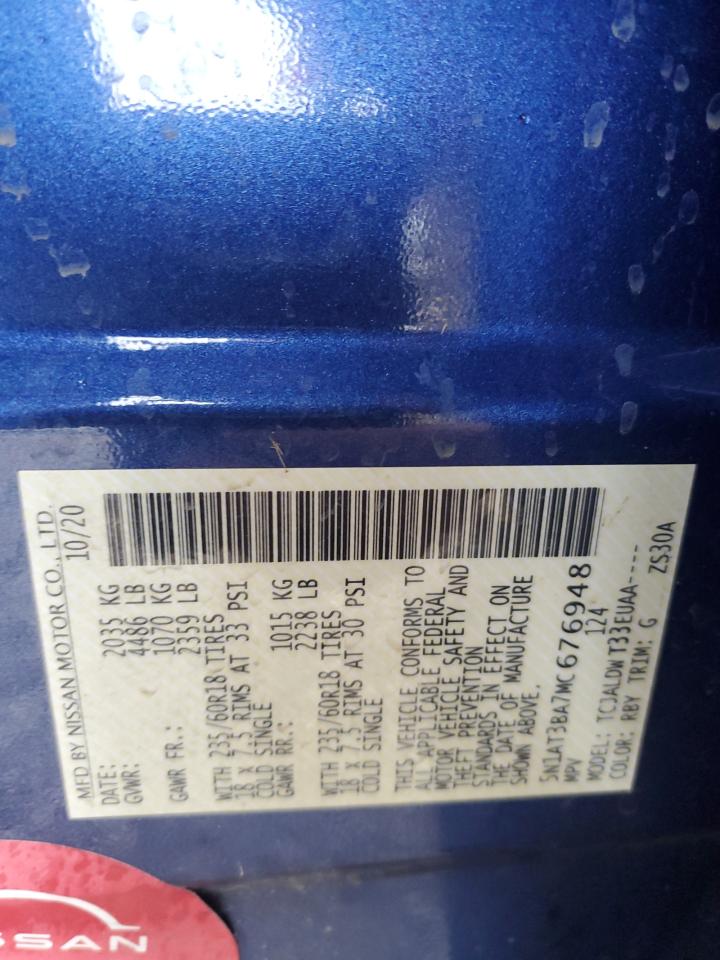 MFD BY NISSAN MOTOR CO., LTD.
DATE: 10/20
GVWR: 2035 KG
4486 LB
GAWR FR.: 1070 KG
2359 LB
WITH 235/60R18 TIRES
18 X 7.5 RIMS AT 33 PSI
COLD SINGLE
GAWR RR.: 1015 KG
2238 LB
WITH 235/60R18 TIRES
18 X 7.5 RIMS AT 30 PSI
COLD SINGLE
THIS VEHICLE CONFORMS TO
ALL APPLICABLE FEDERAL
MOTOR VEHICLE SAFETY AND
THEFT PREVENTION
STANDARDS IN EFFECT ON
THE DATE OF MANUFACTURE
SHOWN ABOVE.
5N1AT3BA7MC676948
MPV 124
MODEL: TCJALDWT33EUAA----
COLOR: RBY TRIM: G ZS30A
SSAN